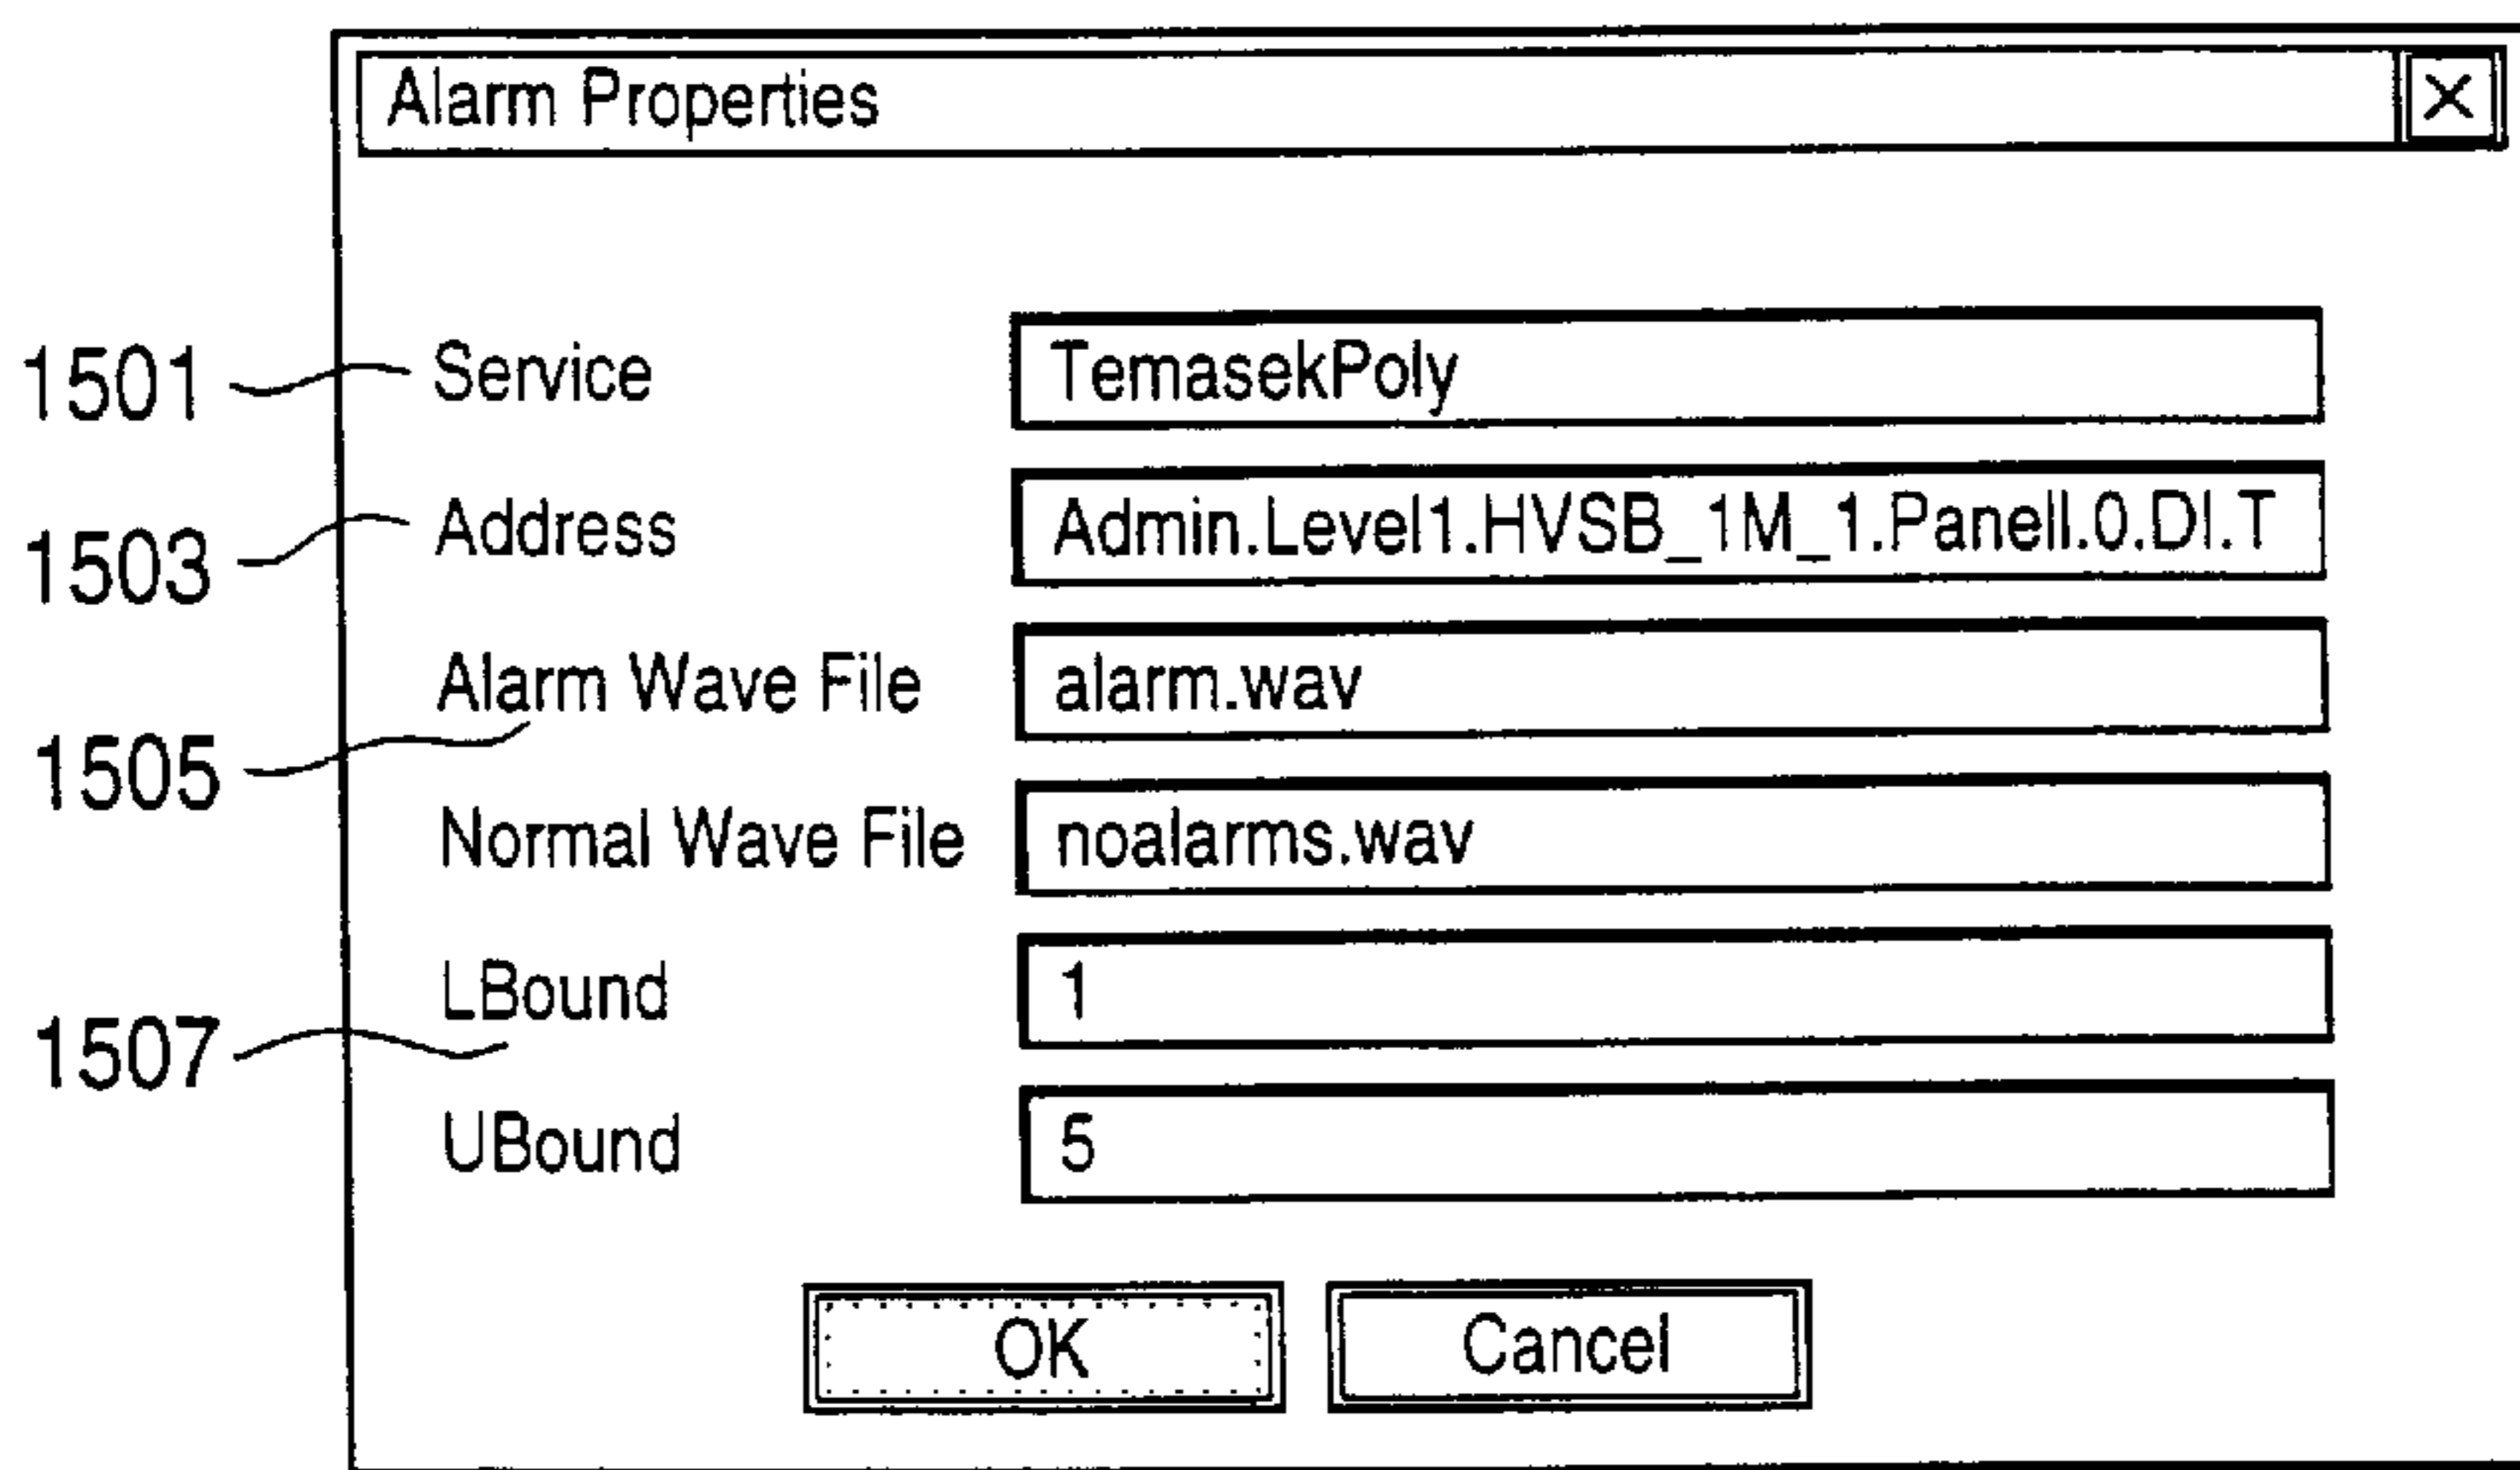 Alarm Properties X
1501 Service TemasekPoly
1503 Address Admin.Level1.HVSB_1M_1.Panell.0.DI.T
1505 Alarm Wave File alarm.wav
Normal Wave File noalarms.wav
1507 LBound 1
UBound 5
OK Cancel